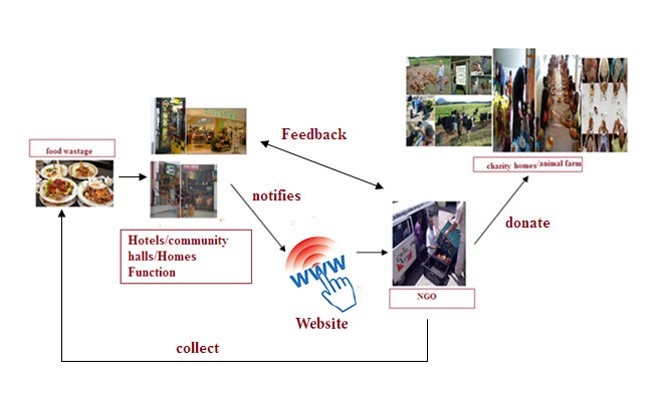 food wastage
Hotels/community
halls/Homes
Function
Feedback
notifies
www
Website
NGO
donate
charity homes/animal farm
collect